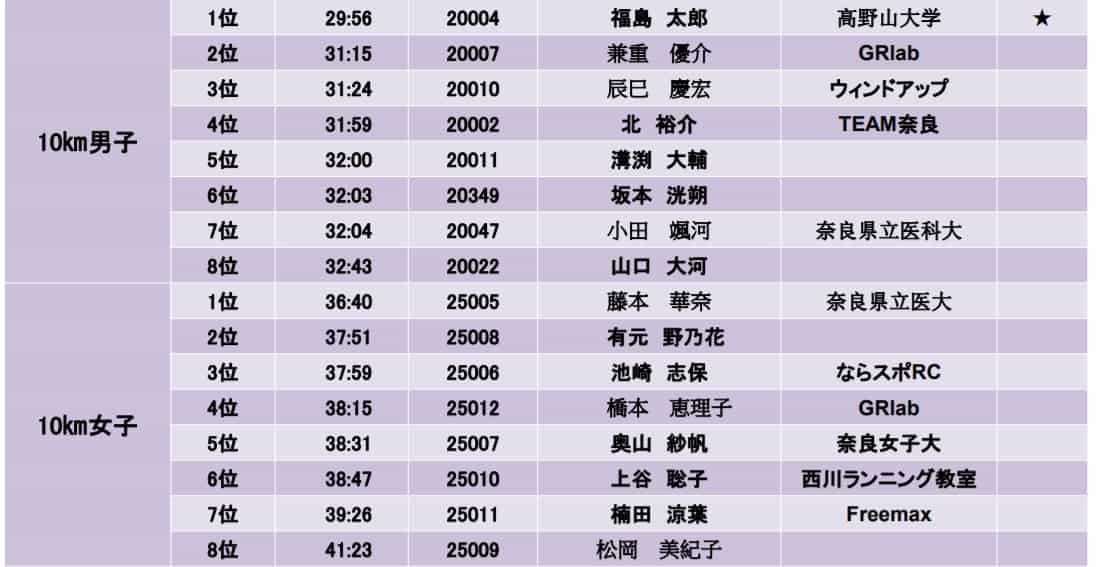 10km男子
1位 29:56 20004 福島 太郎 高野山大学 ★
2位 31:15 20007 兼重 優介 GRlab
3位 31:24 20010 辰巳 慶宏 ウィンドアップ
4位 31:59 20002 北 裕介 TEAM奈良
5位 32:00 20011 溝渕 大輔
6位 32:03 20349 坂本 洸朔
7位 32:04 20047 小田 颯河 奈良県立医科大
8位 32:43 20022 山口 大河
10km女子
1位 36:40 25005 藤本 華奈 奈良県立医大
2位 37:51 25008 有元 野乃花
3位 37:59 25006 池崎 志保 ならスポRC
4位 38:15 25012 橋本 恵理子 GRlab
5位 38:31 25007 奥山 紗帆 奈良女子大
6位 38:47 25010 上谷 聡子 西川ランニング教室
7位 39:26 25011 楠田 涼葉 Freemax
8位 41:23 25009 松岡 美紀子